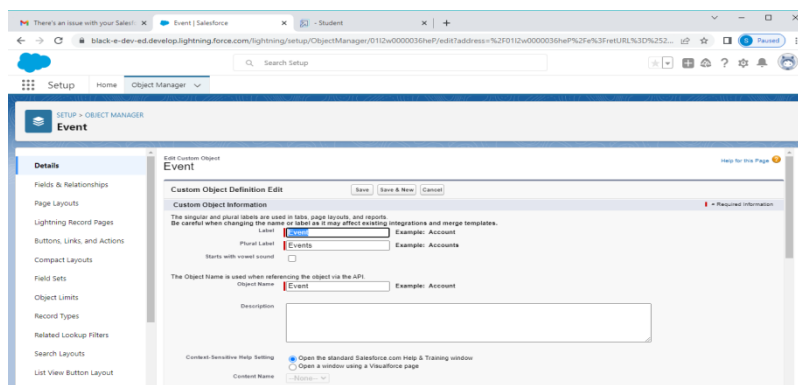 There's an issue with your Salesf
Event | Salesforce
- Student
black-e-dev-ed.develop.lightning.force.com/lightning/setup/ObjectManager/01I2w0000036heP/edit?address=%2F01I2w0000036heP%2Fe%3FretURL%3D%252...
Paused
Search Setup
Setup
Home
Object Manager
SETUP > OBJECT MANAGER
Event
Details
Fields & Relationships
Page Layouts
Lightning Record Pages
Buttons, Links, and Actions
Compact Layouts
Field Sets
Object Limits
Record Types
Related Lookup Filters
Search Layouts
List View Button Layout
Edit Custom Object
Event
Help for this Page
Custom Object Definition Edit
Save
Save & New
Cancel
Custom Object Information
= Required Information
The singular and plural labels are used in tabs, page layouts, and reports.
Be careful when changing the name or label as it may affect existing integrations and merge templates.
Label Event Example: Account
Plural Label Events Example: Accounts
Starts with vowel sound
The Object Name is used when referencing the object via the API.
Object Name Event Example: Account
Description
Context-Sensitive Help Setting Open the standard Salesforce.com Help & Training window
Open a window using a Visualforce page
Content Name --None--